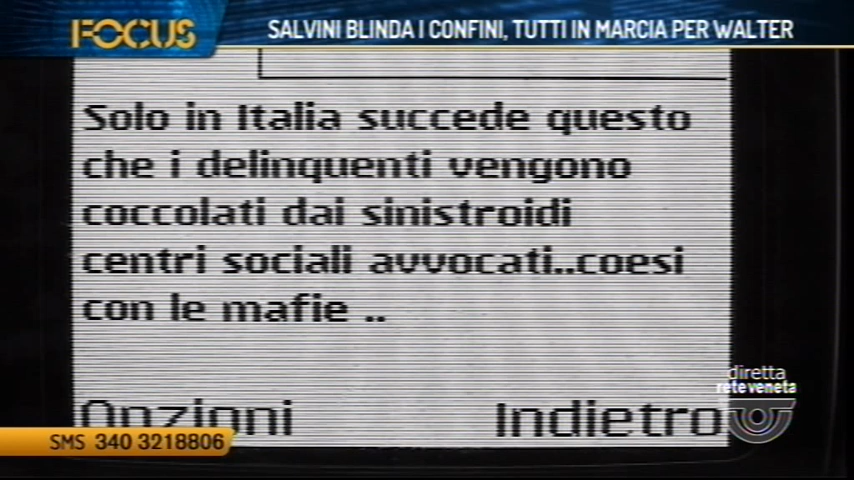 FOCUS
SALVINI BLINDA I CONFINI, TUTTI IN MARCIA PER WALTER
Solo in Italia succede questo
che i delinquenti vengono
coccolati dai sinistroidi
centri sociali avvocati..coesi
con le mafie ..
diretta
reteveneta
Opzioni
Indietro
SMS 340 3218806